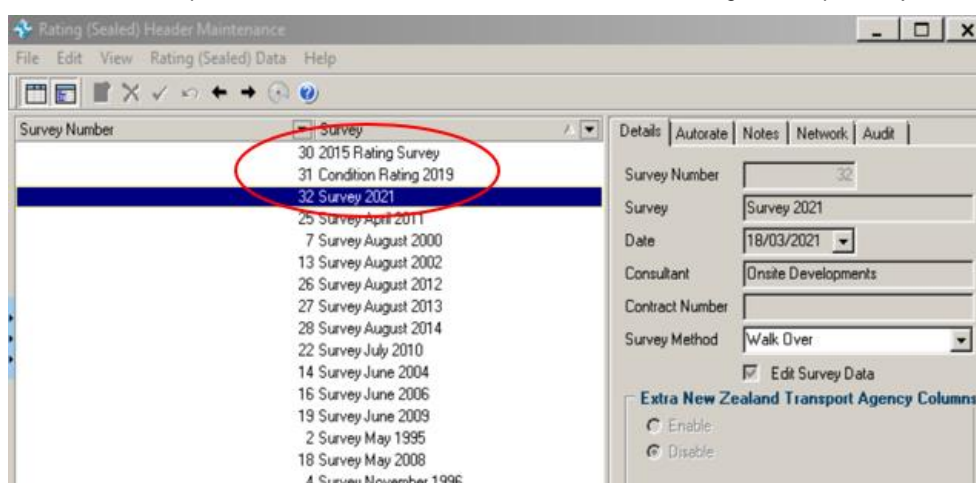 Rating (Sealed) Header Maintenance
File Edit View Rating (Sealed) Data Help
Survey Number Survey
30 2015 Rating Survey
31 Condition Rating 2019
32 Survey 2021
25 Survey April 2011
7 Survey August 2000
13 Survey August 2002
26 Survey August 2012
27 Survey August 2013
28 Survey August 2014
22 Survey July 2010
14 Survey June 2004
16 Survey June 2006
19 Survey June 2009
2 Survey May 1995
18 Survey May 2008
4 Survey November 1996
Details Autorate Notes Network Audit
Survey Number 32
Survey Survey 2021
Date 18/03/2021
Consultant Onsite Developments
Contract Number
Survey Method Walk Over
Edit Survey Data
Extra New Zealand Transport Agency Columns
Enable
Disable